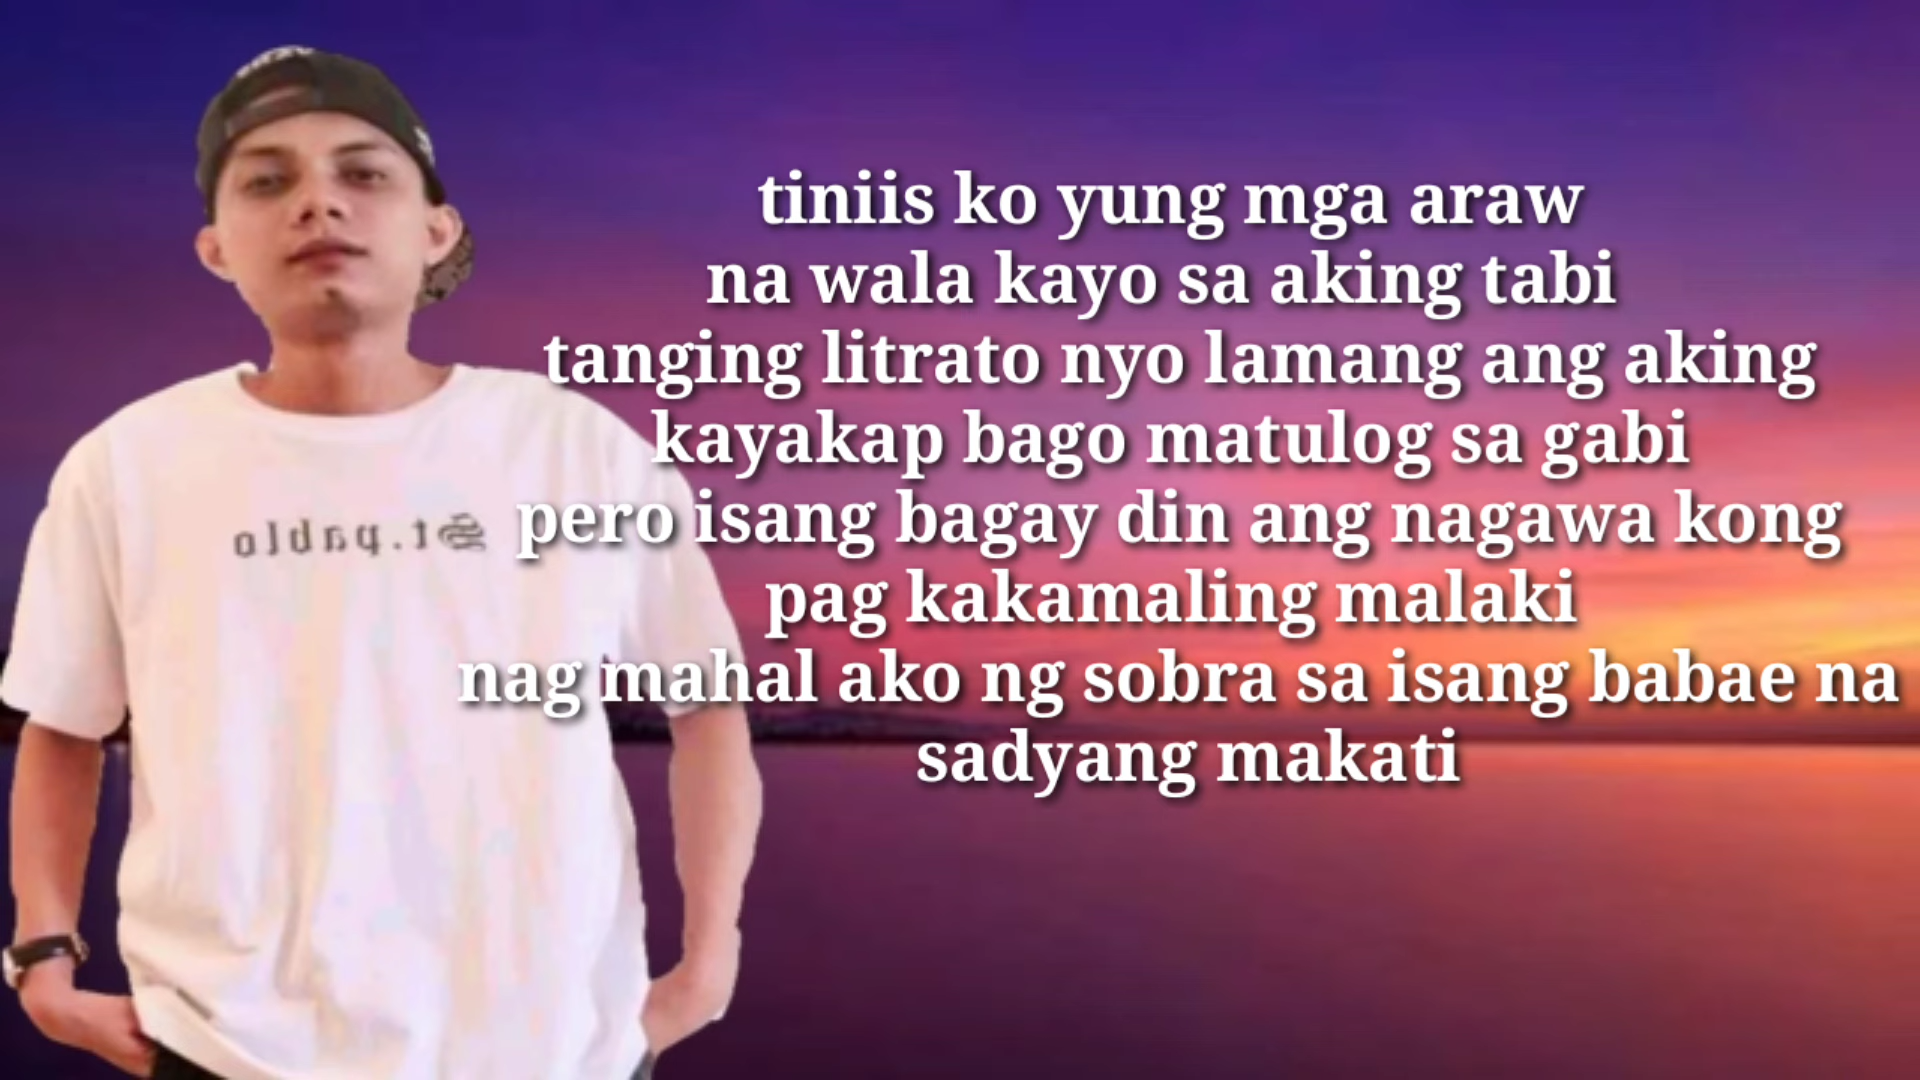 tiniis ko yung mga araw
na wala kayo sa aking tabi
tanging litrato nyo lamang ang aking
kayakap bago matulog sa gabi
pero isang bagay din ang nagawa kong
pag kakamaling malaki
nag mahal ako ng sobra sa isang babae na
sadyang makati
t.pablo